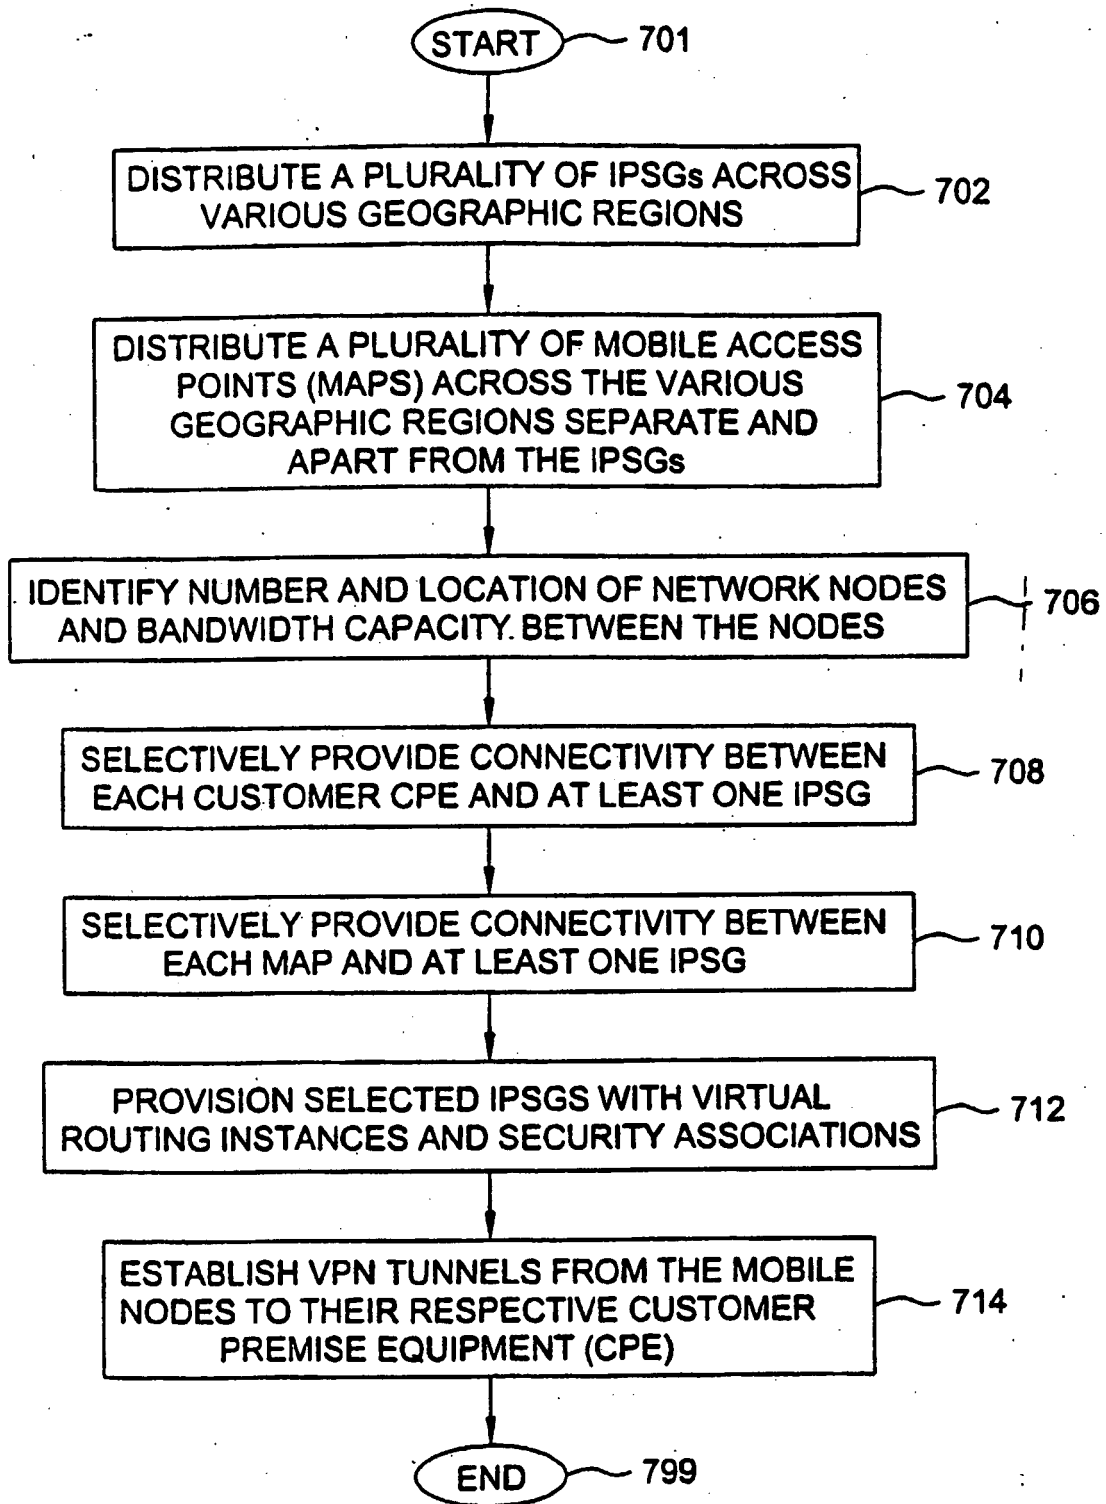 START
701
DISTRIBUTE A PLURALITY OF IPSGs ACROSS
VARIOUS GEOGRAPHIC REGIONS
702
DISTRIBUTE A PLURALITY OF MOBILE ACCESS
POINTS (MAPS) ACROSS THE VARIOUS
GEOGRAPHIC REGIONS SEPARATE AND
APART FROM THE IPSGs
704
IDENTIFY NUMBER AND LOCATION OF NETWORK NODES
AND BANDWIDTH CAPACITY. BETWEEN THE NODES
706
SELECTIVELY PROVIDE CONNECTIVITY BETWEEN
EACH CUSTOMER CPE AND AT LEAST ONE IPSG
708
SELECTIVELY PROVIDE CONNECTIVITY BETWEEN
EACH MAP AND AT LEAST ONE IPSG
710
PROVISION SELECTED IPSGS WITH VIRTUAL
ROUTING INSTANCES AND SECURITY ASSOCIATIONS
712
ESTABLISH VPN TUNNELS FROM THE MOBILE
NODES TO THEIR RESPECTIVE CUSTOMER
PREMISE EQUIPMENT (CPE)
714
END
799